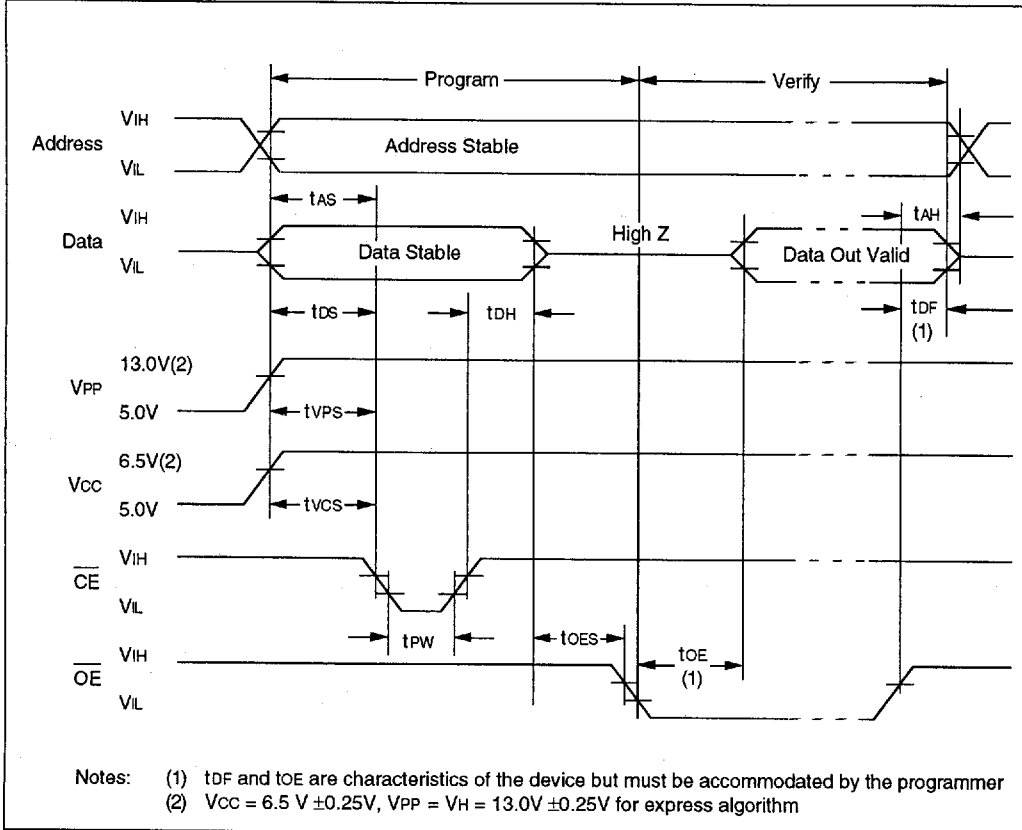 Program
Verify
Address
VIH
VIL
Address Stable
tAS
tAH
Data
VIH
VIL
Data Stable
High Z
Data Out Valid
tDS
tDH
tDF
(1)
VPP
13.0V(2)
5.0V
tVPS
VCC
6.5V(2)
5.0V
tVCS
CE
VIH
VIL
tPW
tOES
tOE
(1)
OE
VIH
VIL
Notes: (1) tDF and tOE are characteristics of the device but must be accommodated by the programmer
(2) VCC = 6.5 V ±0.25V, VPP = VH = 13.0V ±0.25V for express algorithm